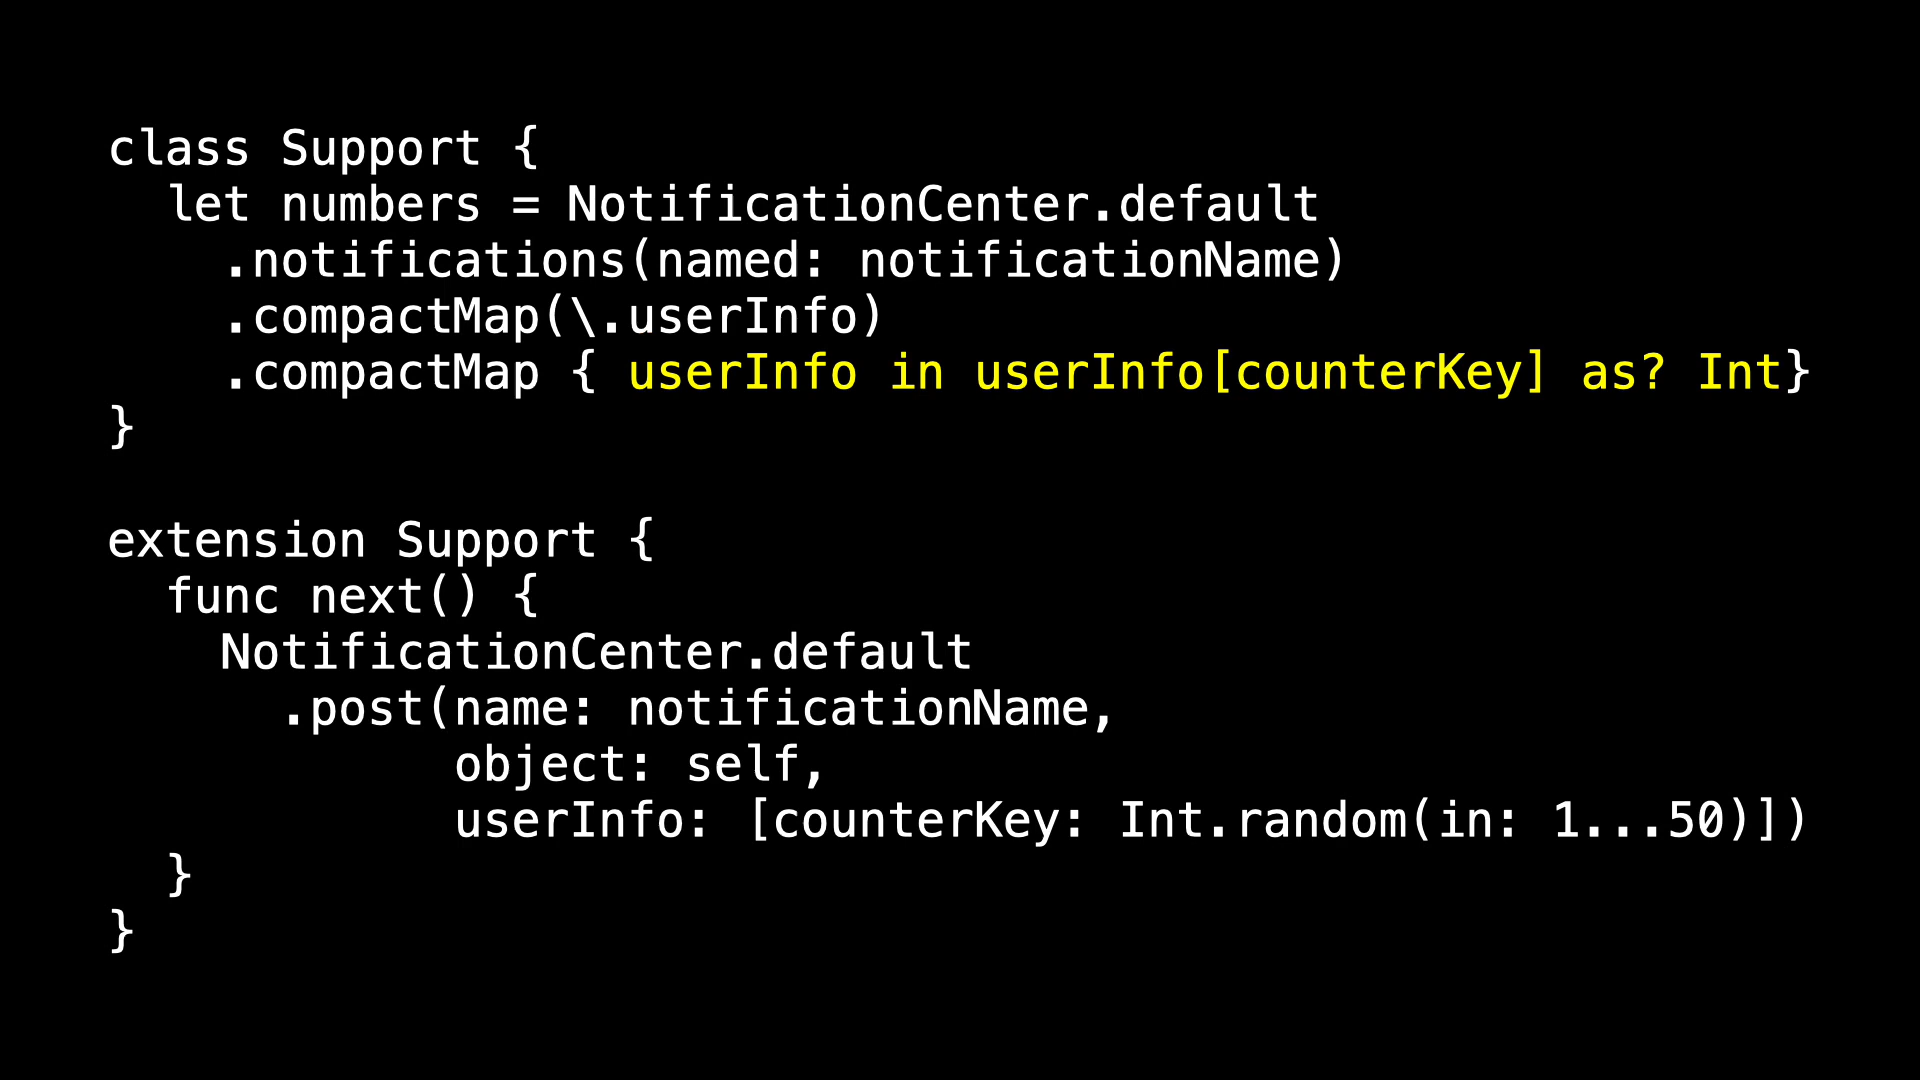 class Support {
  let numbers = NotificationCenter.default
    .notifications(named: notificationName)
    .compactMap(\.userInfo)
    .compactMap { userInfo in userInfo[counterKey] as? Int}
}
extension Support {
  func next() {
    NotificationCenter.default
      .post(name: notificationName,
            object: self,
            userInfo: [counterKey: Int.random(in: 1...50)])
  }
}